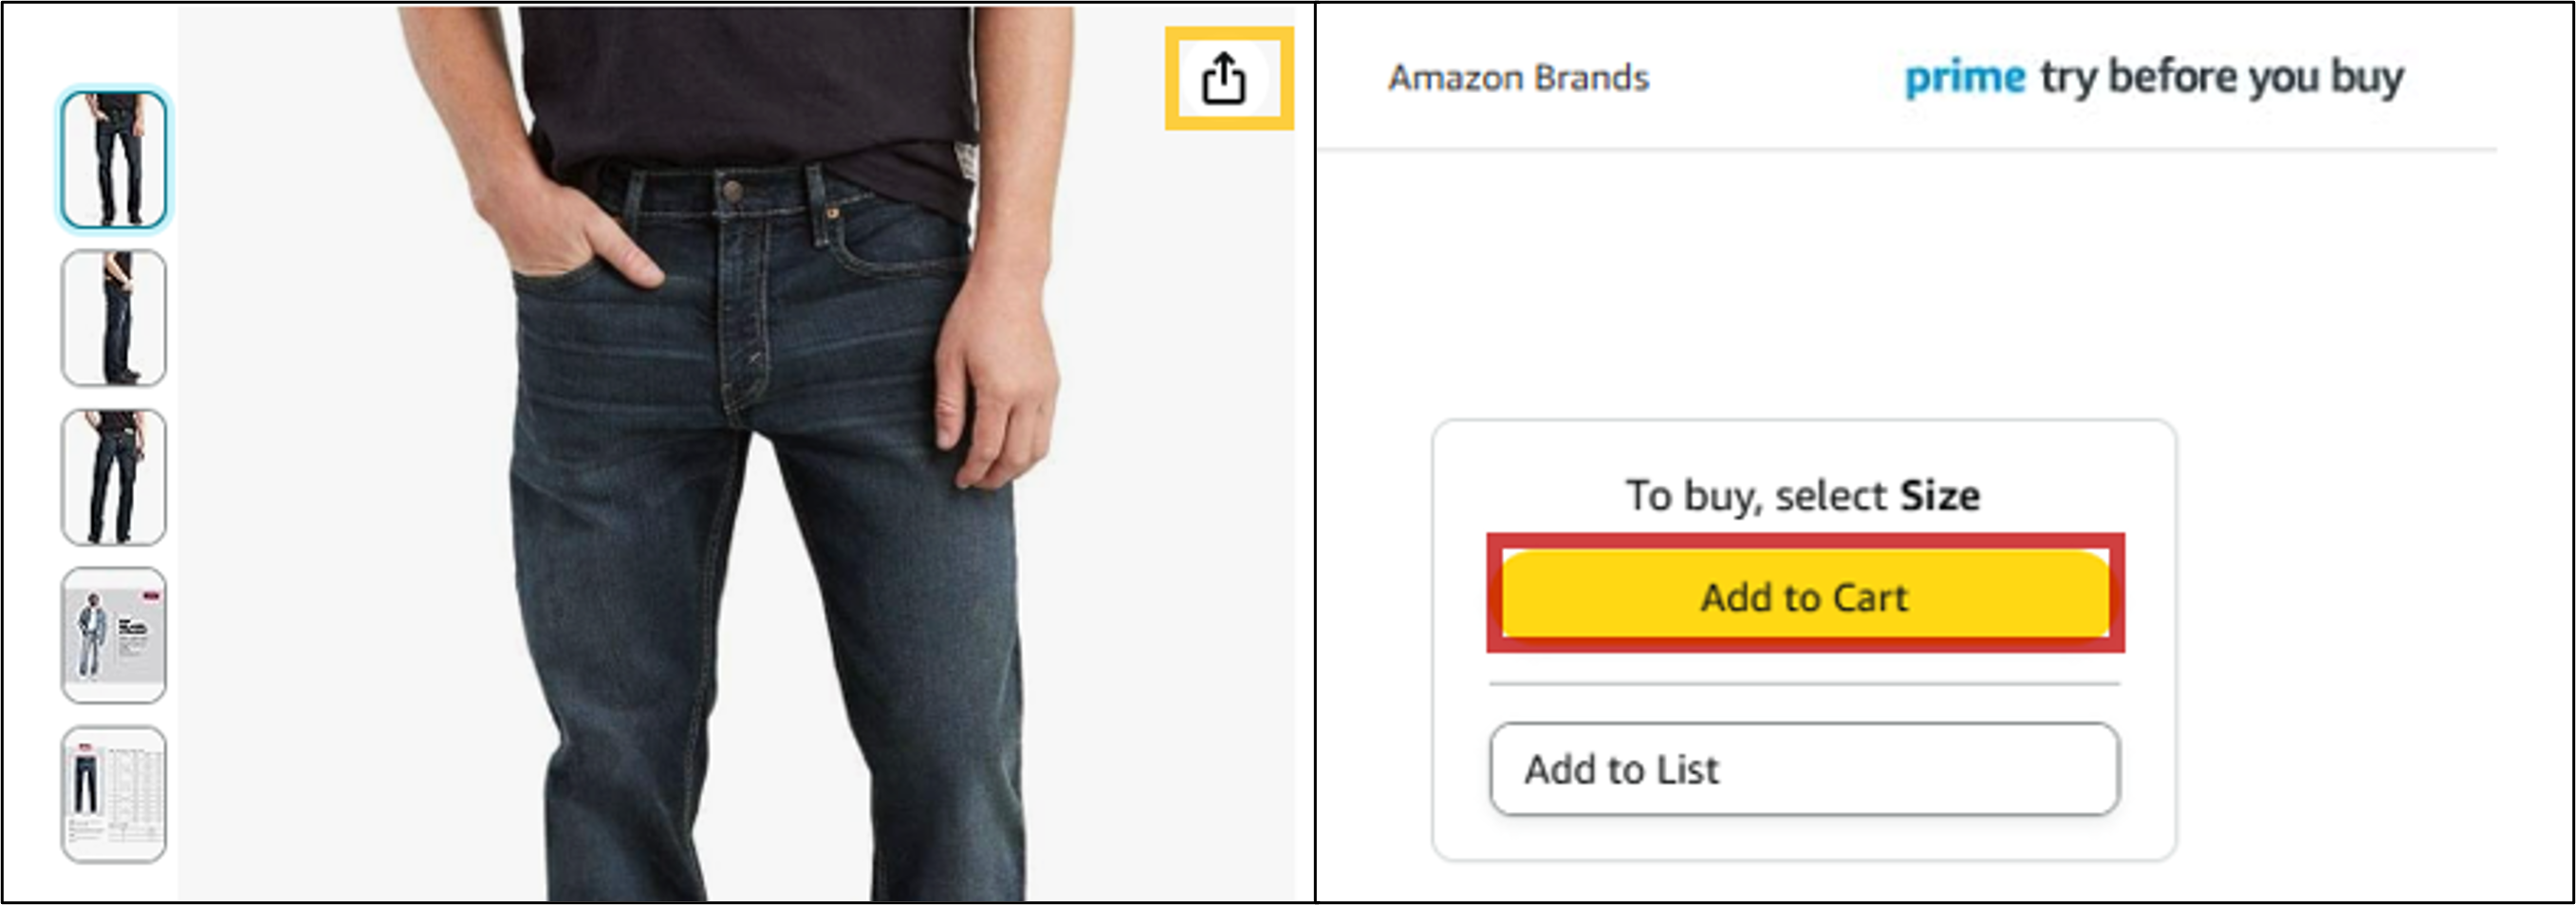 Amazon Brands
prime try before you buy
To buy, select Size
Add to Cart
Add to List